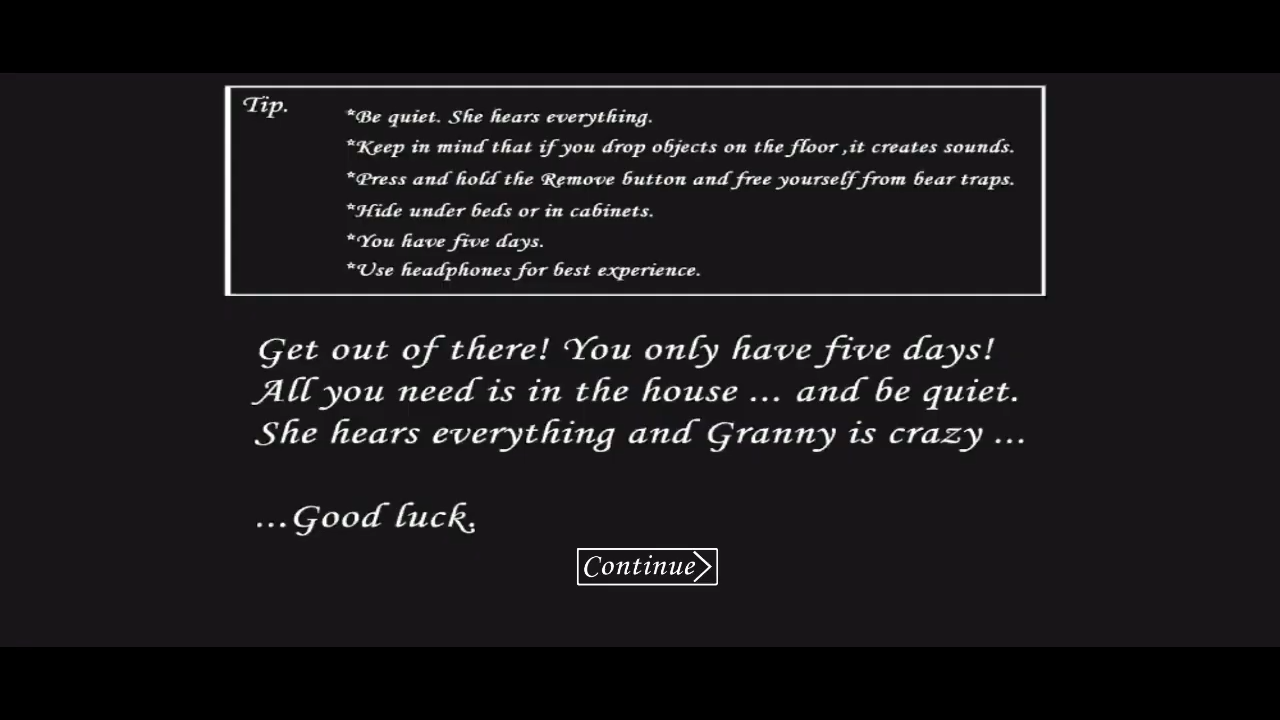 Tip.
*Be quiet. She hears everything.
*Keep in mind that if you drop objects on the floor ,it creates sounds.
*Press and hold the Remove button and free yourself from bear traps.
*Hide under beds or in cabinets.
*You have five days.
*Use headphones for best experience.
Get out of there! You only have five days!
All you need is in the house ... and be quiet.
She hears everything and Granny is crazy ...
...Good luck.
Continue>